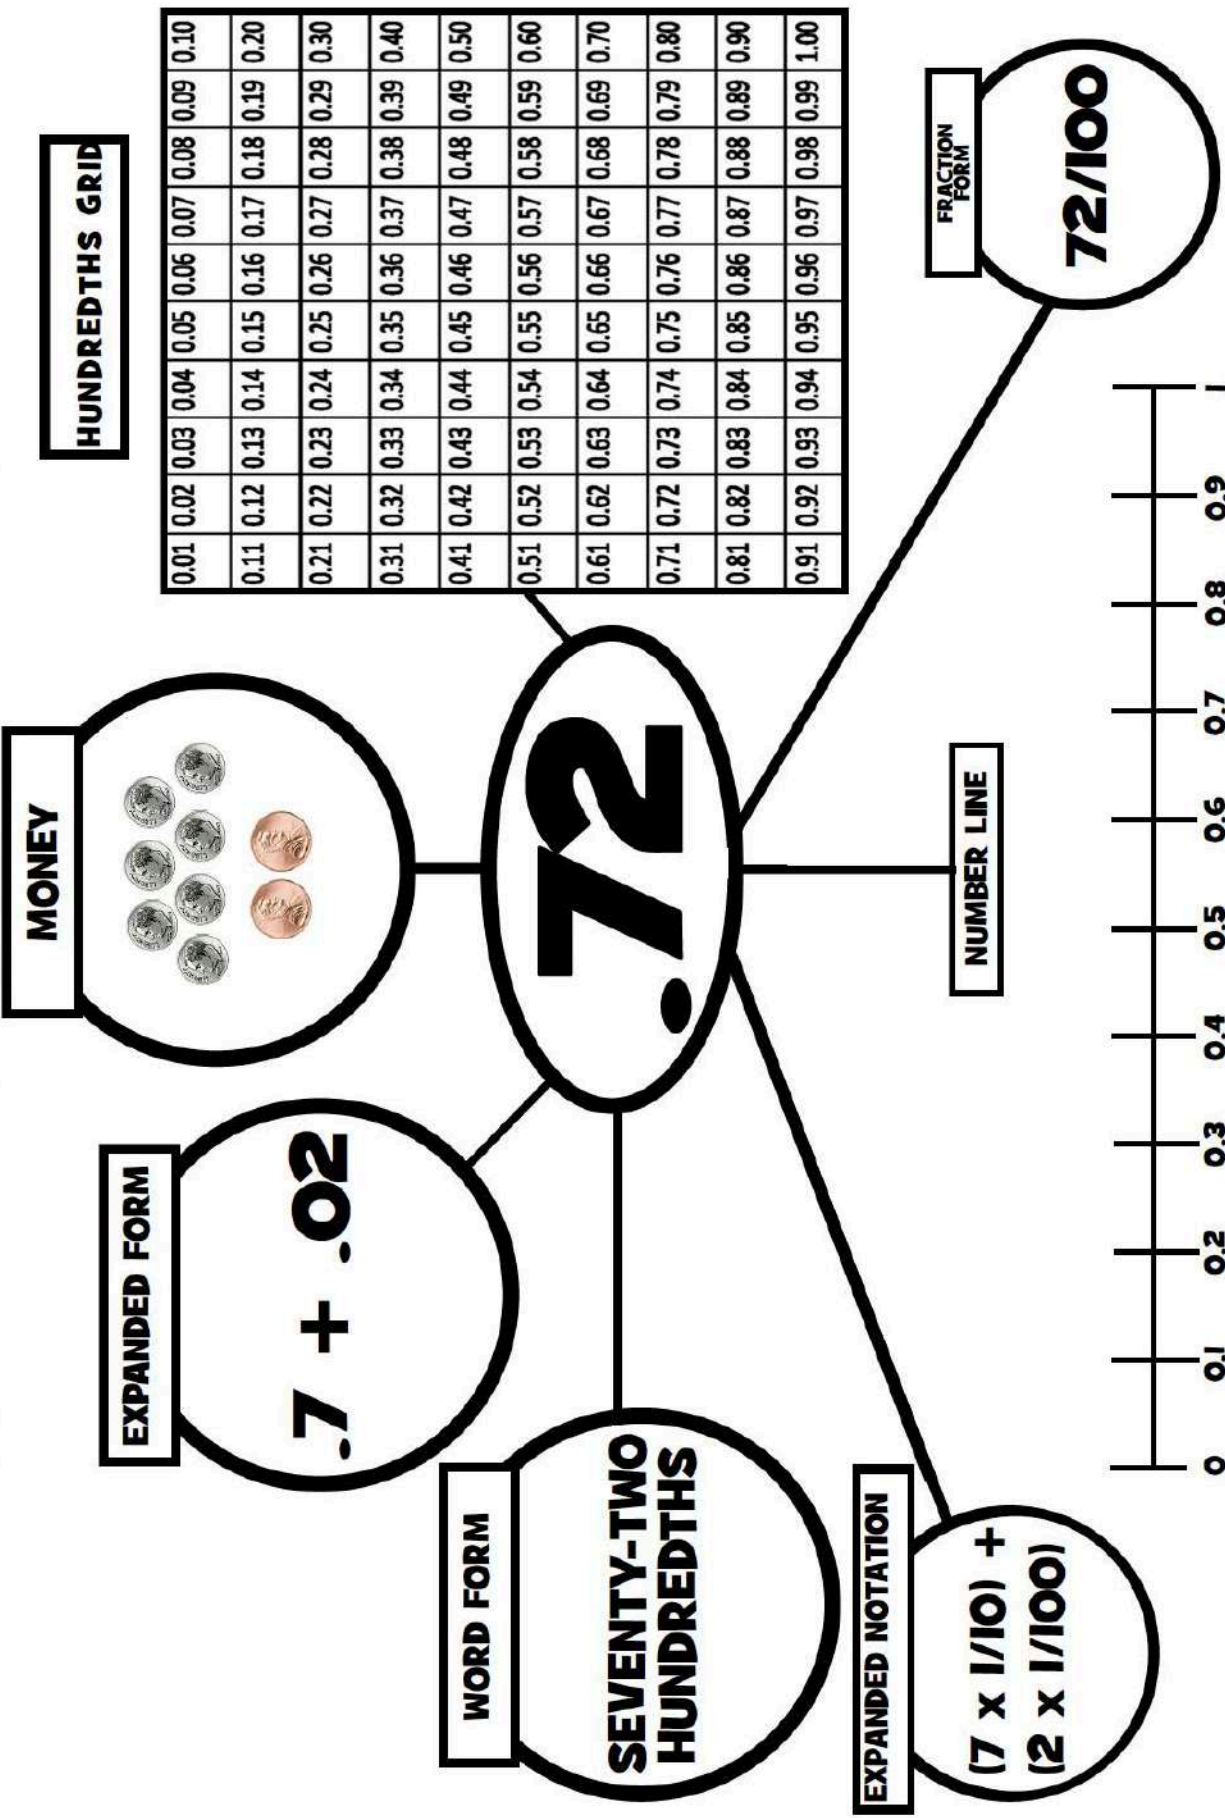 MONEY
HUNDREDTHS GRID
EXPANDED FORM
.7 + .02
0.01 0.02 0.03 0.04 0.05 0.06 0.07 0.08 0.09 0.10
0.11 0.12 0.13 0.14 0.15 0.16 0.17 0.18 0.19 0.20
0.21 0.22 0.23 0.24 0.25 0.26 0.27 0.28 0.29 0.30
0.31 0.32 0.33 0.34 0.35 0.36 0.37 0.38 0.39 0.40
0.41 0.42 0.43 0.44 0.45 0.46 0.47 0.48 0.49 0.50
0.51 0.52 0.53 0.54 0.55 0.56 0.57 0.58 0.59 0.60
0.61 0.62 0.63 0.64 0.65 0.66 0.67 0.68 0.69 0.70
0.71 0.72 0.73 0.74 0.75 0.76 0.77 0.78 0.79 0.80
0.81 0.82 0.83 0.84 0.85 0.86 0.87 0.88 0.89 0.90
0.91 0.92 0.93 0.94 0.95 0.96 0.97 0.98 0.99 1.00
WORD FORM
SEVENTY-TWO
HUNDREDTHS
.72
EXPANDED NOTATION
(7 x 1/10) +
(2 x 1/100)
NUMBER LINE
FRACTION
FORM
72/100
0 0.1 0.2 0.3 0.4 0.5 0.6 0.7 0.8 0.9 1